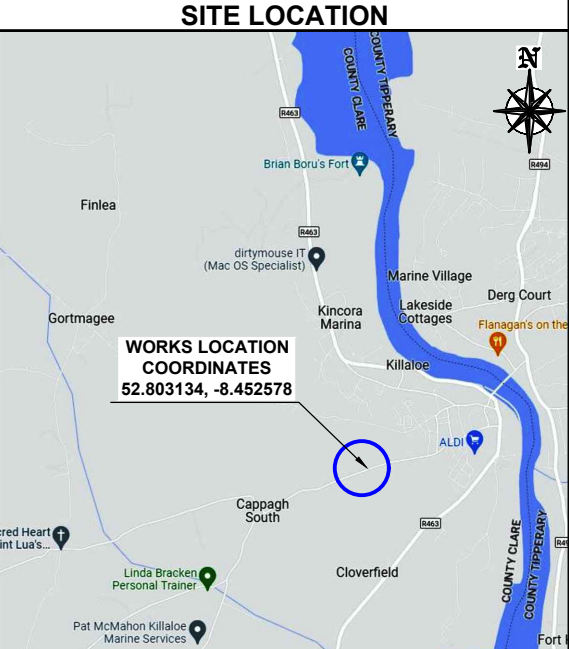 SITE LOCATION
COUNTY CLARE
COUNTY TIPPERARY
N
R463
Brian Boru's Fort
R494
Finlea
R463
dirtymouse IT
(Mac OS Specialist)
Marine Village
Derg Court
Kincora
Marina
Lakeside
Cottages
Gortmagee
Flanagan's on the
WORKS LOCATION
COORDINATES
52.803134, -8.452578
Killaloe
ALDI
Cappagh
South
R463
cred Heart
int Lua's...
COUNTY CLARE
COUNTY TIPPERARY
R49
Linda Bracken
Personal Trainer
Cloverfield
Pat McMahon Killaloe
Marine Services
Fort